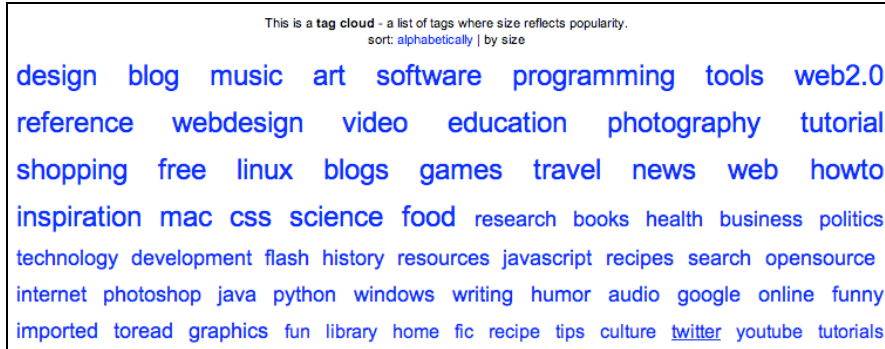 This is a tag cloud - a list of tags where size reflects popularity.
sort: alphabetically | by size
design blog music art software programming tools web2.0
reference webdesign video education photography tutorial
shopping free linux blogs games travel news web howto
inspiration mac css science food research books health business politics
technology development flash history resources javascript recipes search opensource
internet photoshop java python windows writing humor audio google online funny
imported toread graphics fun library home fic recipe tips culture twitter youtube tutorials